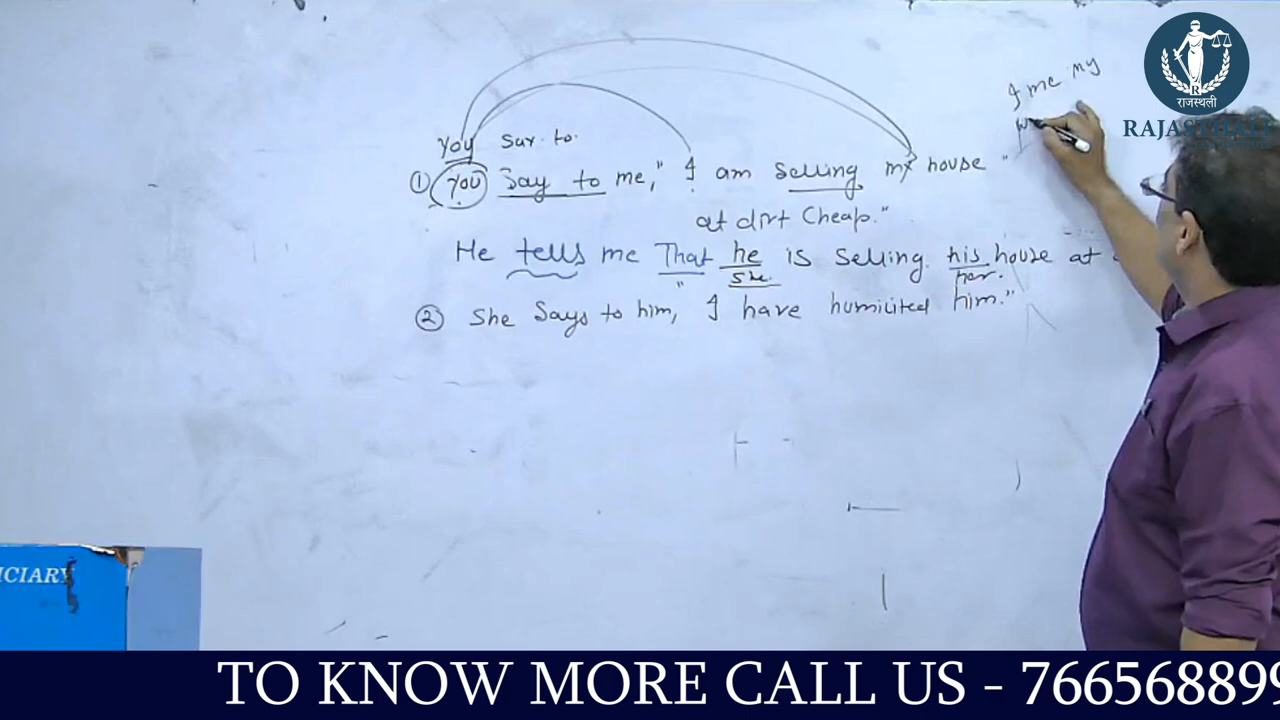 I me my
राजस्थली
RAJASTHALI
you say to.
① You Say to me," I am Selling my house "
at dirt Cheap."
He tells me That he is selling his house at
she her.
② She Says to him, "I have humilited him."
ICIARY
TO KNOW MORE CALL US - 766568899